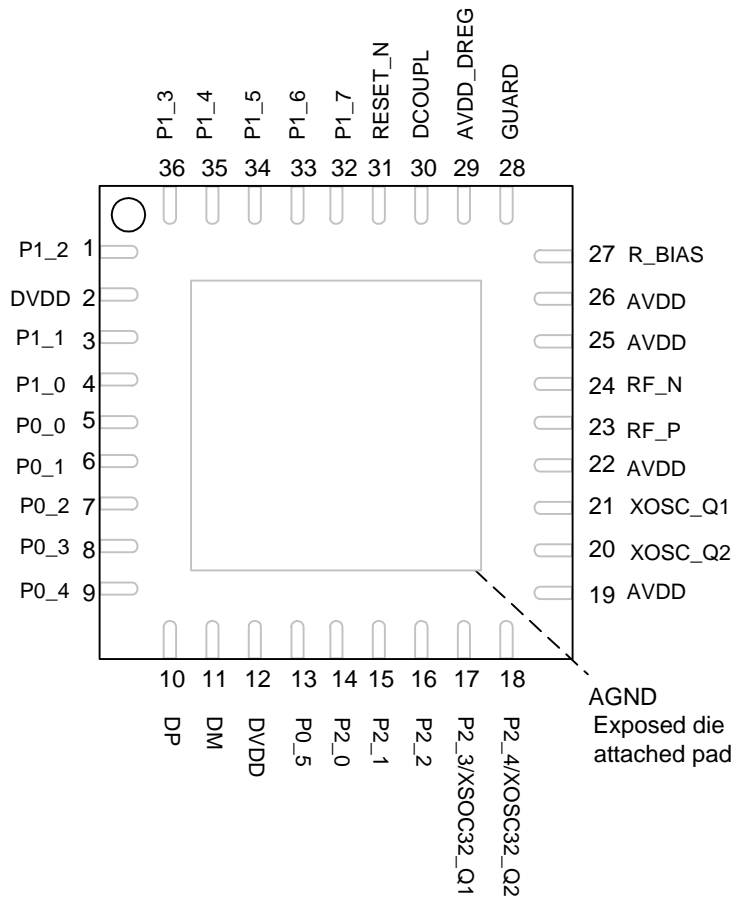 P1_3
P1_4
P1_5
P1_6
P1_7
RESET_N
DCOUPL
AVDD_DREG
GUARD
36 35 34 33 32 31 30 29 28
P1_2 1
DVDD 2
P1_1 3
P1_0 4
P0_0 5
P0_1 6
P0_2 7
P0_3 8
P0_4 9
27 R_BIAS
26 AVDD
25 AVDD
24 RF_N
23 RF_P
22 AVDD
21 XOSC_Q1
20 XOSC_Q2
19 AVDD
10 11 12 13 14 15 16 17 18
DP
DM
DVDD
P0_5
P2_0
P2_1
P2_2
P2_3/XSOC32_Q1
P2_4/XOSC32_Q2
AGND
Exposed die
attached pad